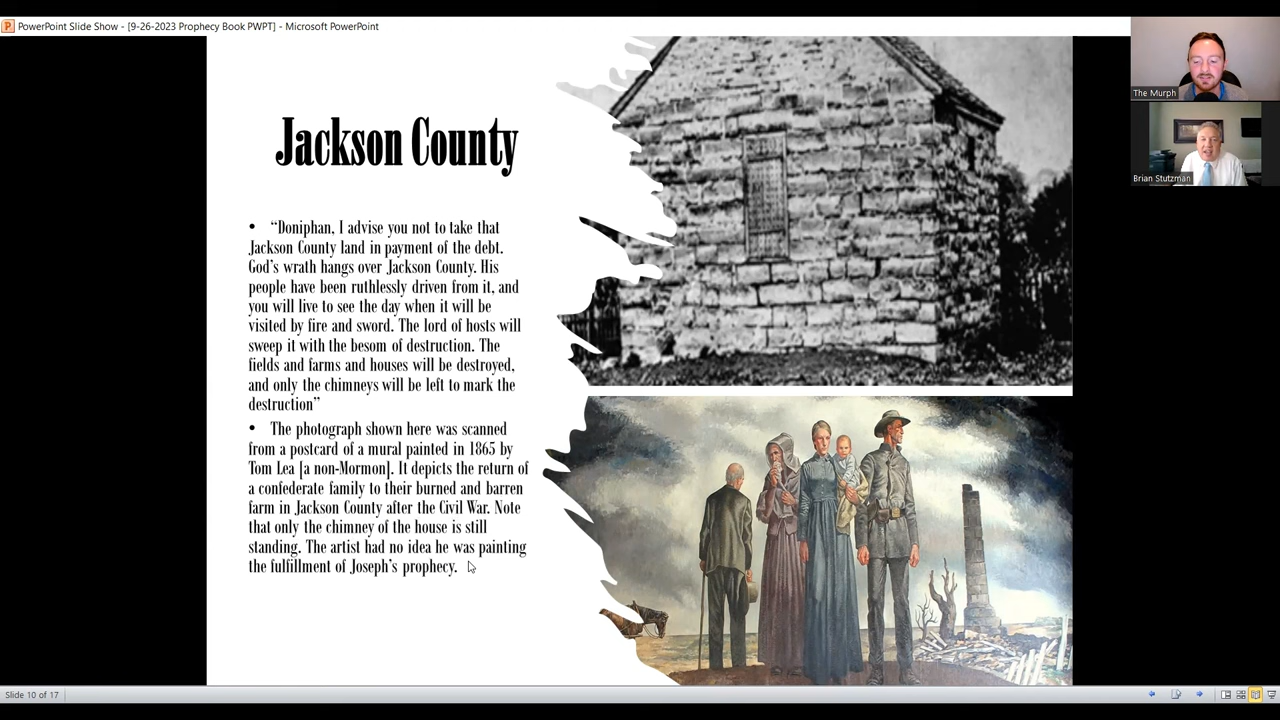 PowerPoint Slide Show - [9-26-2023 Prophecy Book PWPT] - Microsoft PowerPoint
The Murph
Brian Stutzman
Jackson County
• “Doniphan, I advise you not to take that
Jackson County land in payment of the debt.
God’s wrath hangs over Jackson County. His
people have been ruthlessly driven from it, and
you will live to see the day when it will be
visited by fire and sword. The lord of hosts will
sweep it with the besom of destruction. The
fields and farms and houses will be destroyed,
and only the chimneys will be left to mark the
destruction”
• The photograph shown here was scanned
from a postcard of a mural painted in 1865 by
Tom Lea [a non-Mormon]. It depicts the return of
a confederate family to their burned and barren
farm in Jackson County after the Civil War. Note
that only the chimney of the house is still
standing. The artist had no idea he was painting
the fulfillment of Joseph’s prophecy.
Slide 10 of 17